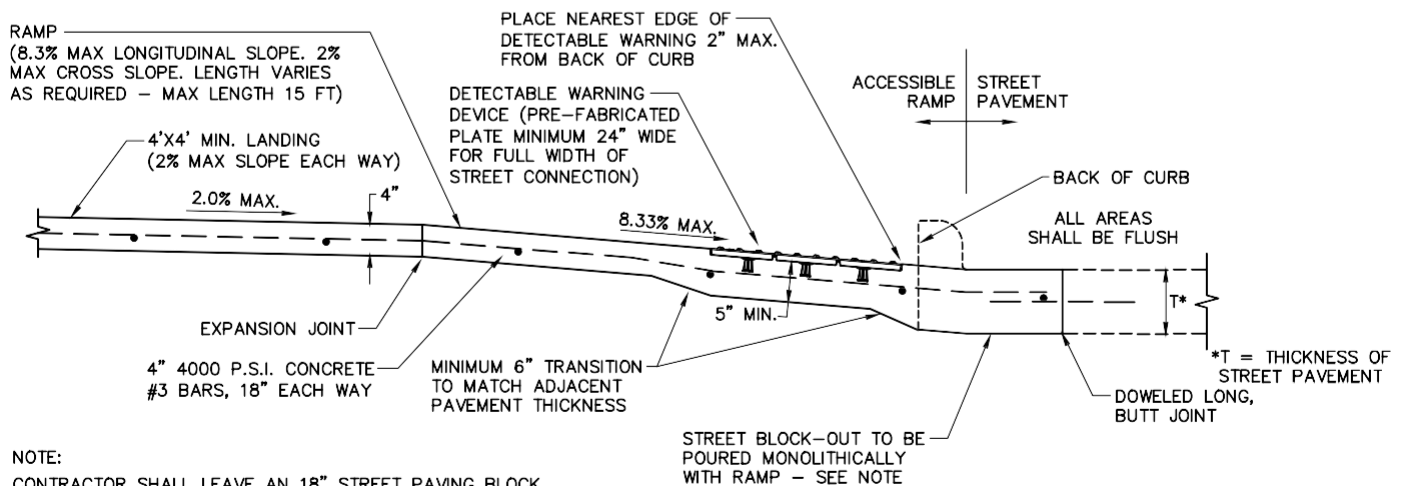 RAMP
(8.3% MAX LONGITUDINAL SLOPE. 2%
MAX CROSS SLOPE. LENGTH VARIES
AS REQUIRED – MAX LENGTH 15 FT)
PLACE NEAREST EDGE OF
DETECTABLE WARNING 2" MAX.
FROM BACK OF CURB
ACCESSIBLE
RAMP
STREET
PAVEMENT
DETECTABLE WARNING
DEVICE (PRE-FABRICATED
PLATE MINIMUM 24" WIDE
FOR FULL WIDTH OF
STREET CONNECTION)
4'X4' MIN. LANDING
(2% MAX SLOPE EACH WAY)
2.0% MAX.
4"
8.33% MAX.
BACK OF CURB
ALL AREAS
SHALL BE FLUSH
T*
5" MIN.
EXPANSION JOINT
4" 4000 P.S.I. CONCRETE
#3 BARS, 18" EACH WAY
MINIMUM 6" TRANSITION
TO MATCH ADJACENT
PAVEMENT THICKNESS
*T = THICKNESS OF
STREET PAVEMENT
DOWELED LONG,
BUTT JOINT
STREET BLOCK-OUT TO BE
POURED MONOLITHICALLY
WITH RAMP – SEE NOTE
NOTE:
CONTRACTOR SHALL LEAVE AN 18" STREET PAVING BLOCK